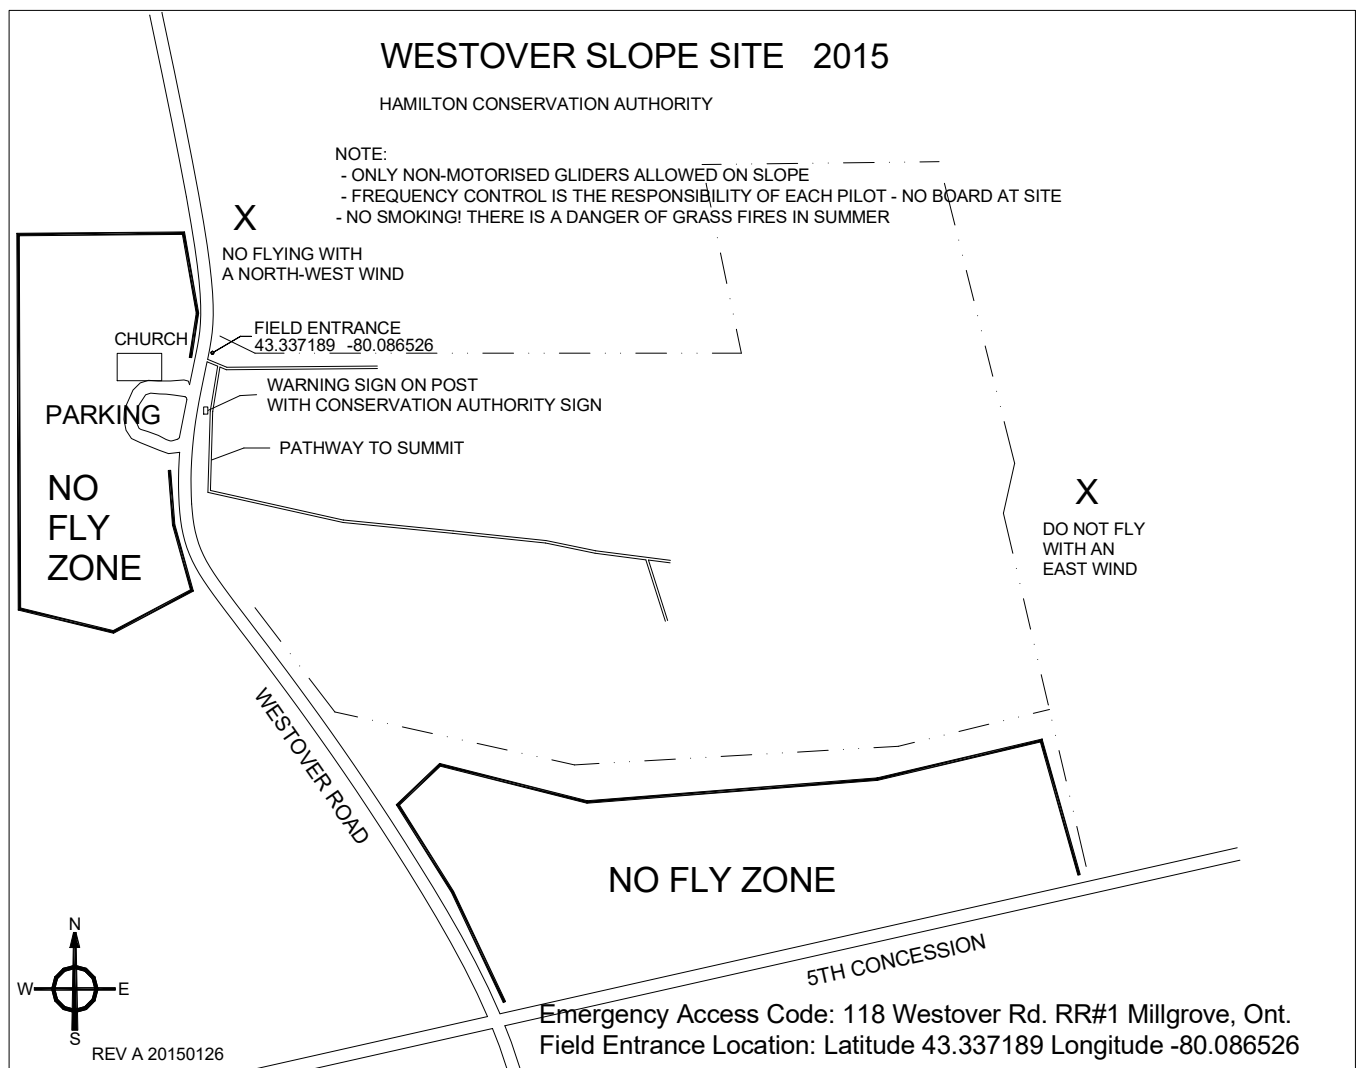 WESTOVER SLOPE SITE 2015
HAMILTON CONSERVATION AUTHORITY
NOTE:
- ONLY NON-MOTORISED GLIDERS ALLOWED ON SLOPE
- FREQUENCY CONTROL IS THE RESPONSIBILITY OF EACH PILOT - NO BOARD AT SITE
- NO SMOKING! THERE IS A DANGER OF GRASS FIRES IN SUMMER
X
NO FLYING WITH
A NORTH-WEST WIND
FIELD ENTRANCE
43.337189 -80.086526
CHURCH
WARNING SIGN ON POST
WITH CONSERVATION AUTHORITY SIGN
PARKING
PATHWAY TO SUMMIT
NO
FLY
ZONE
X
DO NOT FLY
WITH AN
EAST WIND
WESTOVER ROAD
NO FLY ZONE
5TH CONCESSION
N
W
E
S
REV A 20150126
Emergency Access Code: 118 Westover Rd. RR#1 Millgrove, Ont.
Field Entrance Location: Latitude 43.337189 Longitude -80.086526